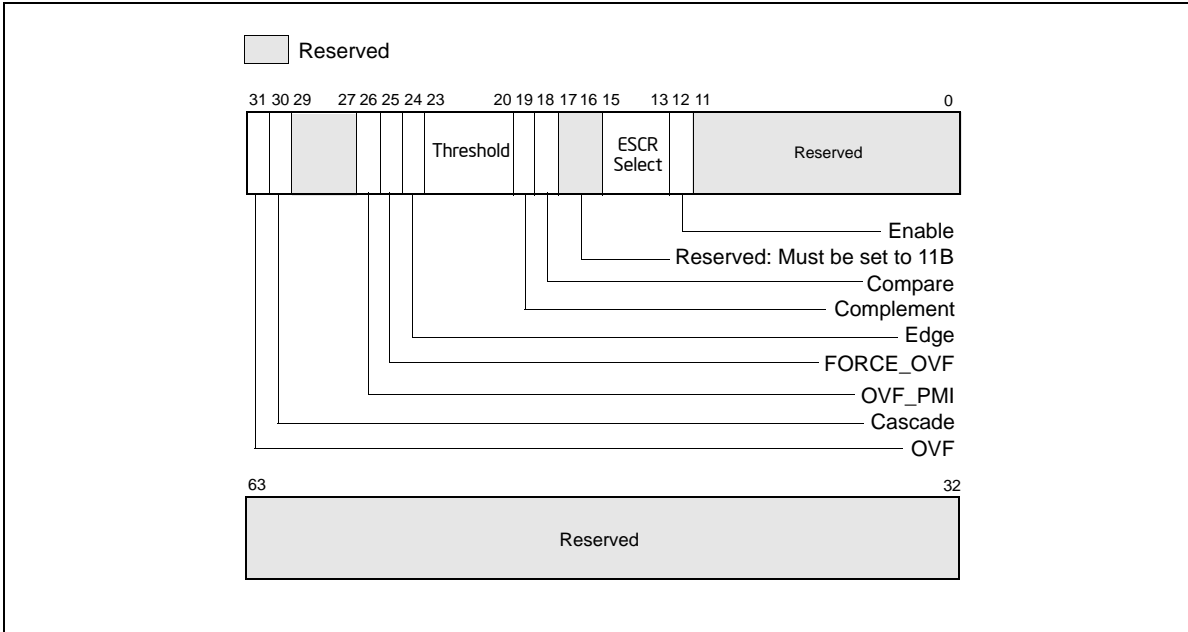 Reserved
31 30 29 27 26 25 24 23 20 19 18 17 16 15 13 12 11 0
Threshold
ESCR
Select
Reserved
Enable
Reserved: Must be set to 11B
Compare
Complement
Edge
FORCE_OVF
OVF_PMI
Cascade
OVF
63 32
Reserved